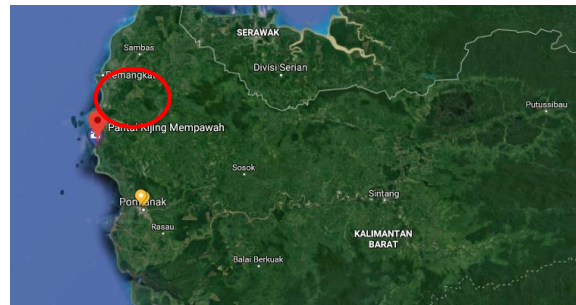 SERAWAK
Sambas
Divisi Serian
Pemangkat
Putussibau
Pantai Kijing Mempawah
Sosok
Sintang
Pontianak
Rasau
KALIMANTAN
BARAT
Balai Berkuak